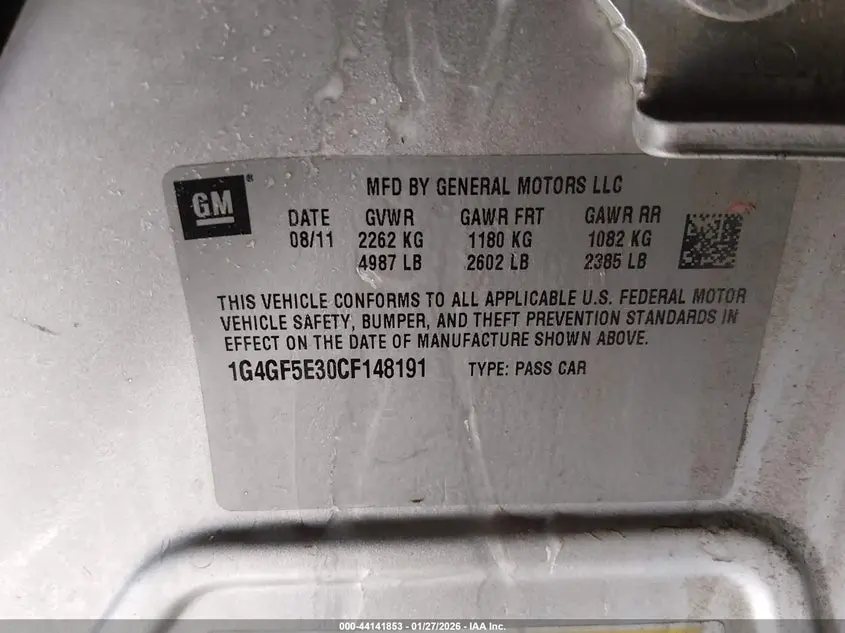 GM
MFD BY GENERAL MOTORS LLC
DATE GVWR GAWR FRT GAWR RR
08/11 2262 KG 1180 KG 1082 KG
4987 LB 2602 LB 2385 LB
THIS VEHICLE CONFORMS TO ALL APPLICABLE U.S. FEDERAL MOTOR
VEHICLE SAFETY, BUMPER, AND THEFT PREVENTION STANDARDS IN
EFFECT ON THE DATE OF MANUFACTURE SHOWN ABOVE.
1G4GF5E30CF148191 TYPE: PASS CAR
000-44141853 | 01/27/2026 - IAA Inc.